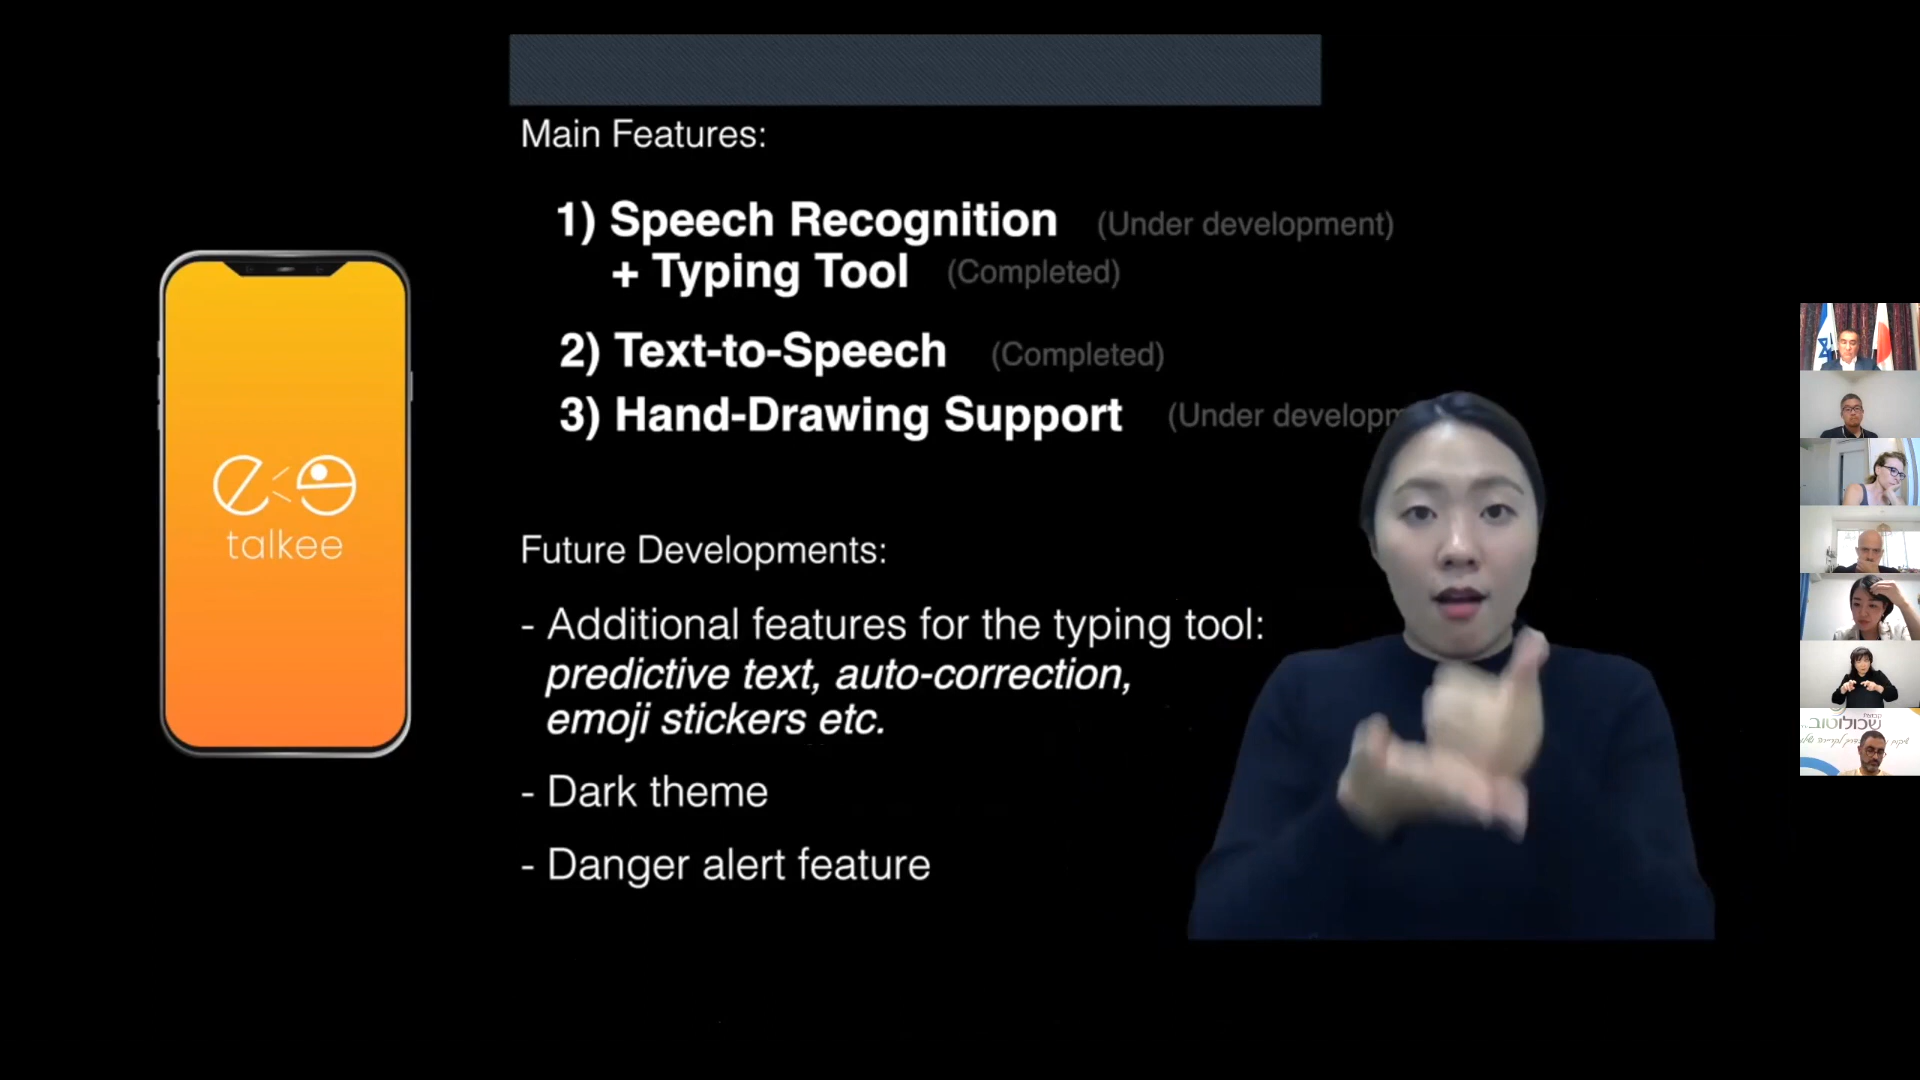 Main Features:
1) Speech Recognition (Under development)
+ Typing Tool (Completed)
2) Text-to-Speech (Completed)
3) Hand-Drawing Support (Under developm
talkee
Future Developments:
- Additional features for the typing tool:
predictive text, auto-correction,
emoji stickers etc.
- Dark theme
- Danger alert feature
שכולוטוב...